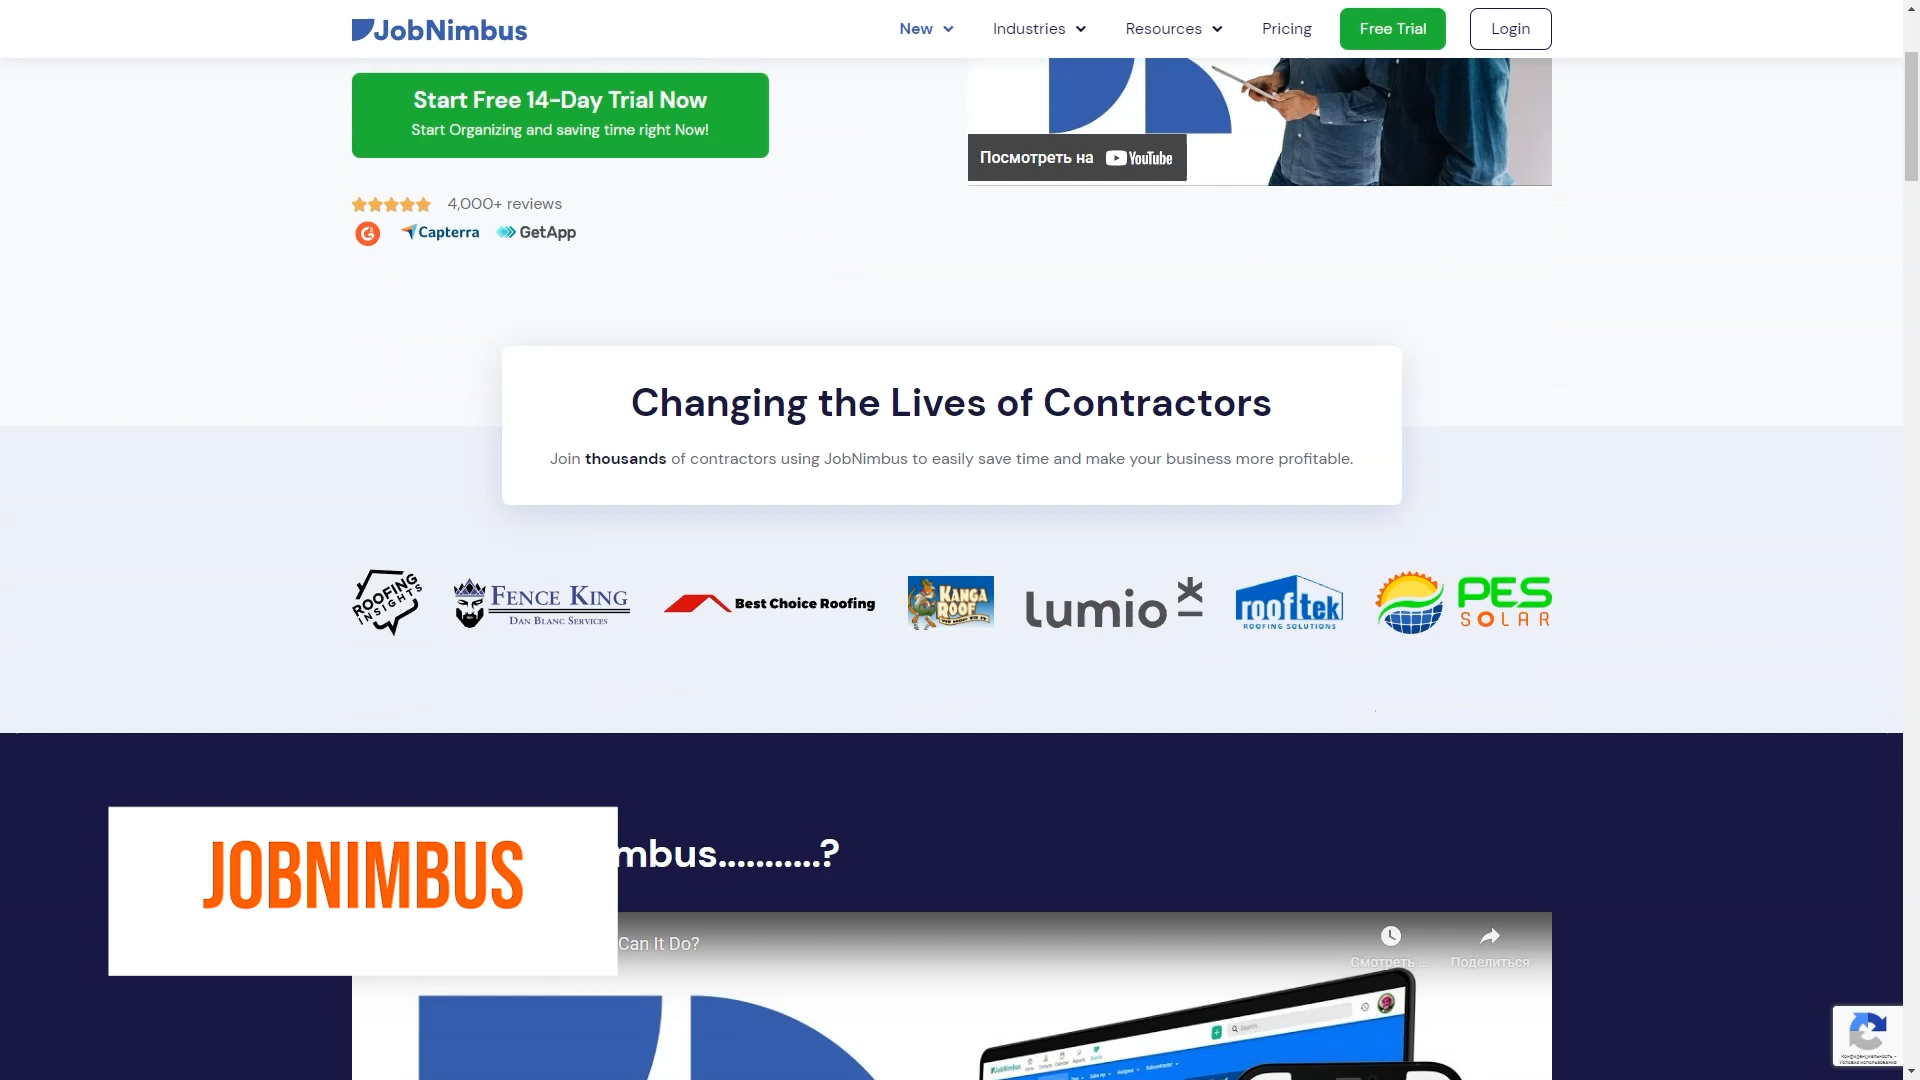 JobNimbus
New
Industries
Resources
Pricing
Free Trial
Login
Start Free 14-Day Trial Now
Start Organizing and saving time right Now!
Посмотреть на YouTube
4,000+ reviews
G Capterra GetApp
Changing the Lives of Contractors
Join thousands of contractors using JobNimbus to easily save time and make your business more profitable.
ROOFING INSIGHTS
FENCE KING
DAN BLANC SERVICES
Best Choice Roofing
KANGA ROOF
lumio
rooftek
ROOFING SOLUTIONS
PES
SOLAR
JOBNIMBUS
mbus...........?
Can It Do?
Смотреть ...
Поделиться
JobNimbus
Search